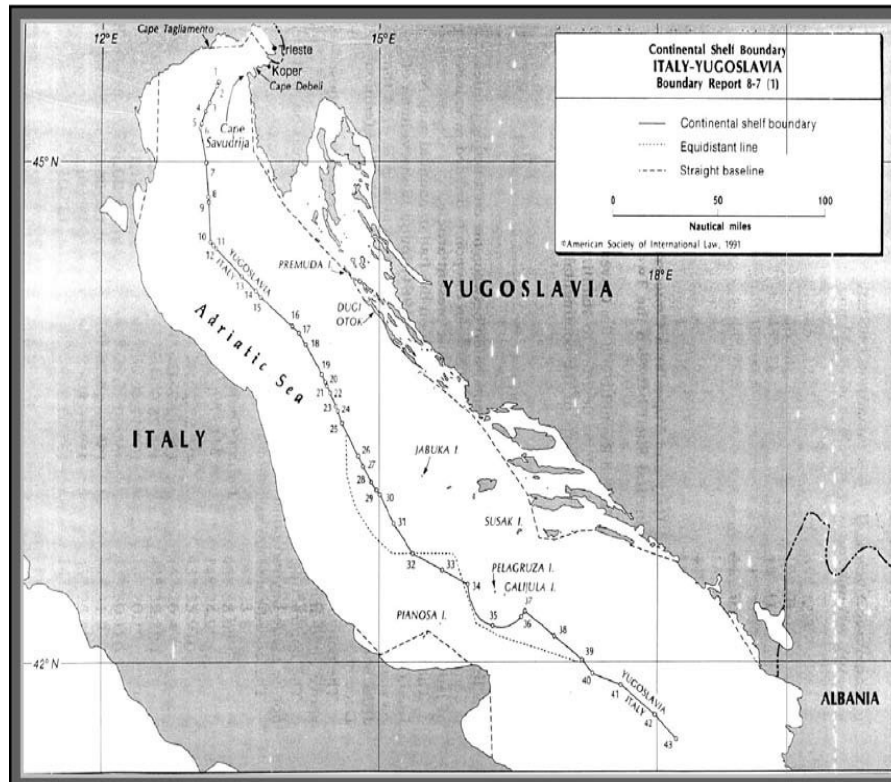 12°E
15°E
Cape Tagliamento
Trieste
Koper
Cape Debeli
Cape
Savudrija
45°N
Continental Shelf Boundary
ITALY-YUGOSLAVIA
Boundary Report 8-7 (1)
Continental shelf boundary
Equidistant line
Straight baseline
0
50
100
Nautical miles
©American Society of International Law, 1991
18°E
1
2
3
4
5
6
7
8
9
10
11
12
YUGOSLAVIA
ITALY
13
14
15
PREMUDA I.
DUGI
OTOK
YUGOSLAVIA
16
17
18
Adriatic Sea
19
20
21
22
23
24
25
ITALY
26
27
28
29
30
JABUKA I.
31
SUSAK I.
32
33
34
PELAGRUZA I.
GALIJULA I.
PIANOSA I.
35
36
37
38
39
42°N
40
41
YUGOSLAVIA
ITALY
42
43
ALBANIA